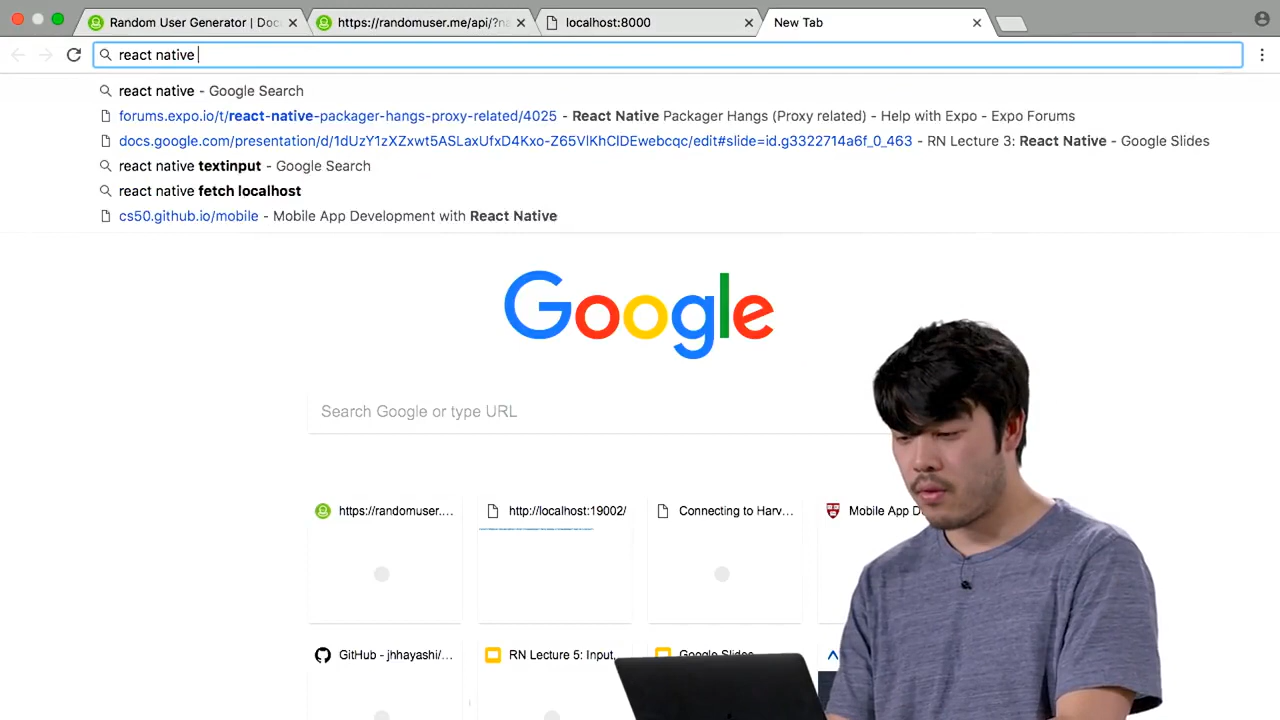 Random User Generator | Doc
https://randomuser.me/api/?n
localhost:8000
New Tab
react native
react native - Google Search
forums.expo.io/t/react-native-packager-hangs-proxy-related/4025 - React Native Packager Hangs (Proxy related) - Help with Expo - Expo Forums
docs.google.com/presentation/d/1dUzY1zXZxwt5ASLaxUfxD4Kxo-Z65VlKhClDEwebcqc/edit#slide=id.g3322714a6f_0_463 - RN Lecture 3: React Native - Google Slides
react native textinput - Google Search
react native fetch localhost
cs50.github.io/mobile - Mobile App Development with React Native
Google
Search Google or type URL
https://randomuser....
http://localhost:19002/
Connecting to Harv...
Mobile App D
GitHub - jhhayashi/...
RN Lecture 5: Input,
Google Slides